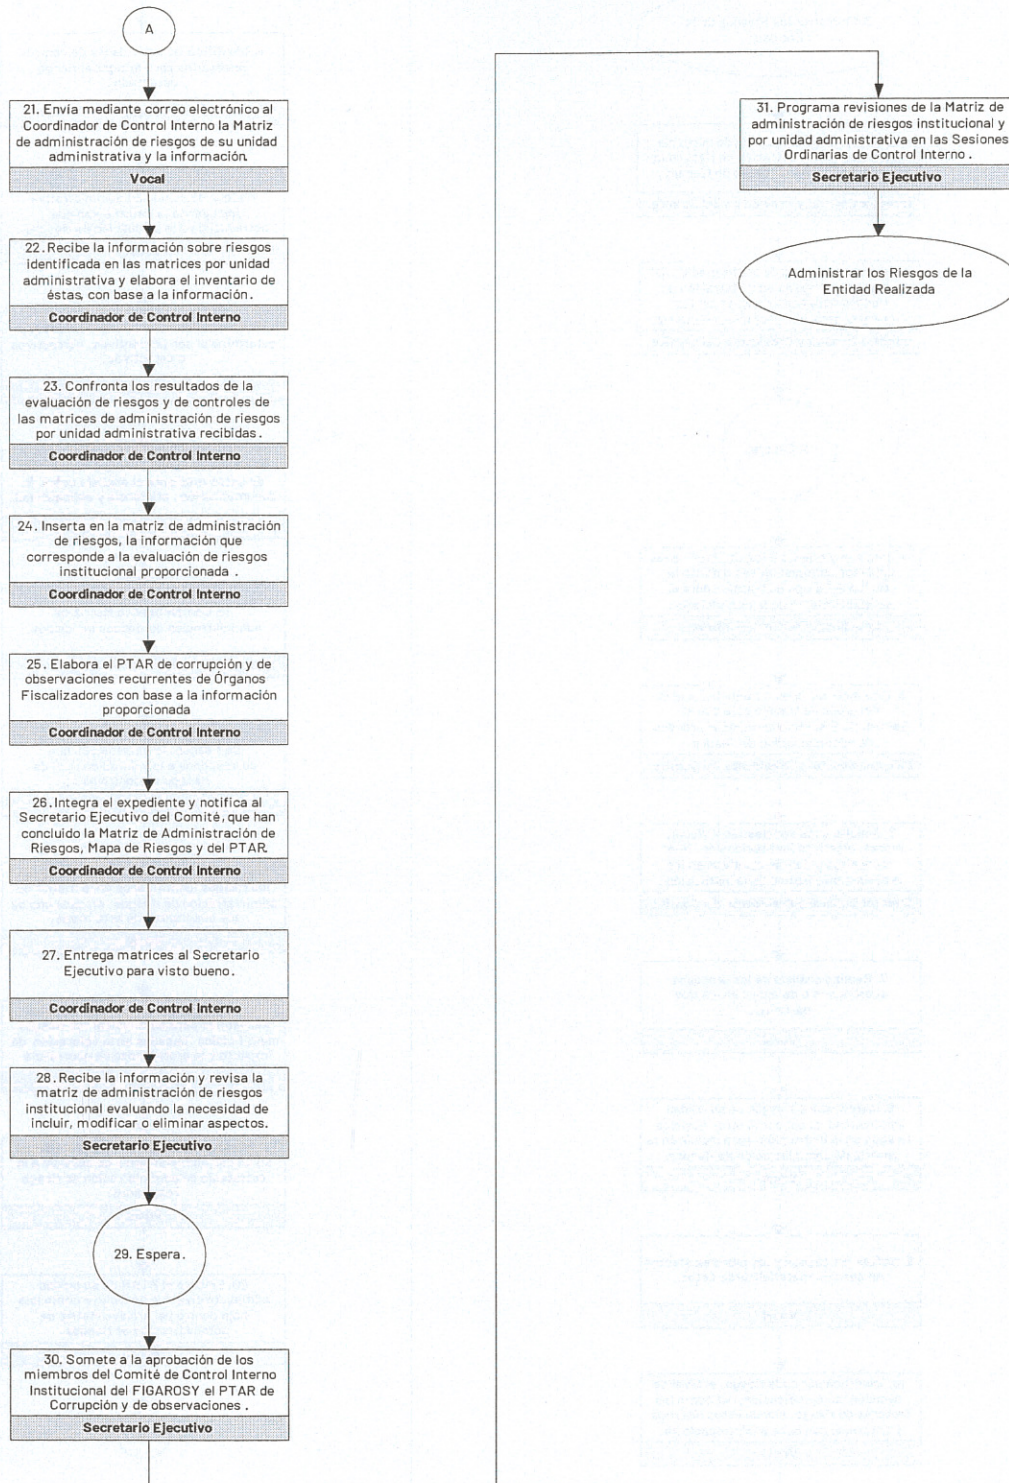 A
21. Envía mediante correo electrónico al
Coordinador de Control Interno la Matriz
de administración de riesgos de su unidad
administrativa y la información.
Vocal
22. Recibe la información sobre riesgos
identificada en las matrices por unidad
administrativa y elabora el inventario de
éstas, con base a la información.
Coordinador de Control Interno
23. Confronta los resultados de la
evaluación de riesgos y de controles de
las matrices de administración de riesgos
por unidad administrativa recibidas.
Coordinador de Control Interno
24. Inserta en la matriz de administración
de riesgos, la información que
corresponde a la evaluación de riesgos
institucional proporcionada .
Coordinador de Control Interno
25. Elabora el PTAR de corrupción y de
observaciones recurrentes de Órganos
Fiscalizadores con base a la información
proporcionada
Coordinador de Control Interno
26. Integra el expediente y notifica al
Secretario Ejecutivo del Comité, que han
concluido la Matriz de Administración de
Riesgos, Mapa de Riesgos y del PTAR.
Coordinador de Control Interno
27. Entrega matrices al Secretario
Ejecutivo para visto bueno.
Coordinador de Control Interno
28. Recibe la información y revisa la
matriz de administración de riesgos
institucional evaluando la necesidad de
incluir, modificar o eliminar aspectos.
Secretario Ejecutivo
29. Espera.
30. Somete a la aprobación de los
miembros del Comité de Control Interno
Institucional del FIGAROSY el PTAR de
Corrupción y de observaciones .
Secretario Ejecutivo
31. Programa revisiones de la Matriz de
administración de riesgos institucional y
por unidad administrativa en las Sesiones
Ordinarias de Control Interno .
Secretario Ejecutivo
Administrar los Riesgos de la
Entidad Realizada